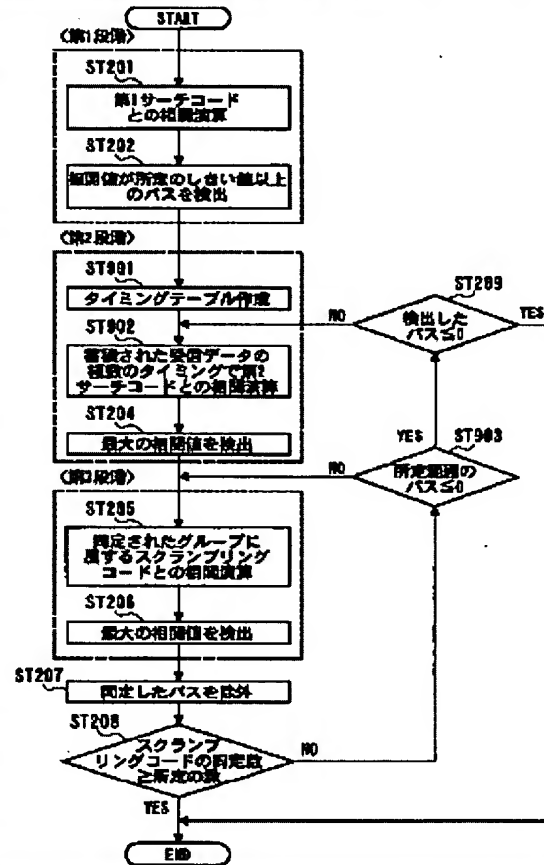 START
〈第1段階〉
ST201
第1サーチコード
との相関演算
ST202
相関値が所定のしきい値以上
のパスを検出
〈第2段階〉
ST901
タイミングテーブル作成
ST902
蓄積された受信データの
複数のタイミングで第2
サーチコードとの相関演算
ST204
最大の相関値を検出
〈第3段階〉
ST205
同定されたグループに
属するスクランブリング
コードとの相関演算
ST206
最大の相関値を検出
ST207
同定したパスを除外
ST208
スクランブ
リングコードの同定数
≧所定の数
NO
YES
END
ST903
所定範囲の
パス≦0
NO
YES
ST209
検出した
パス≦0
NO
YES